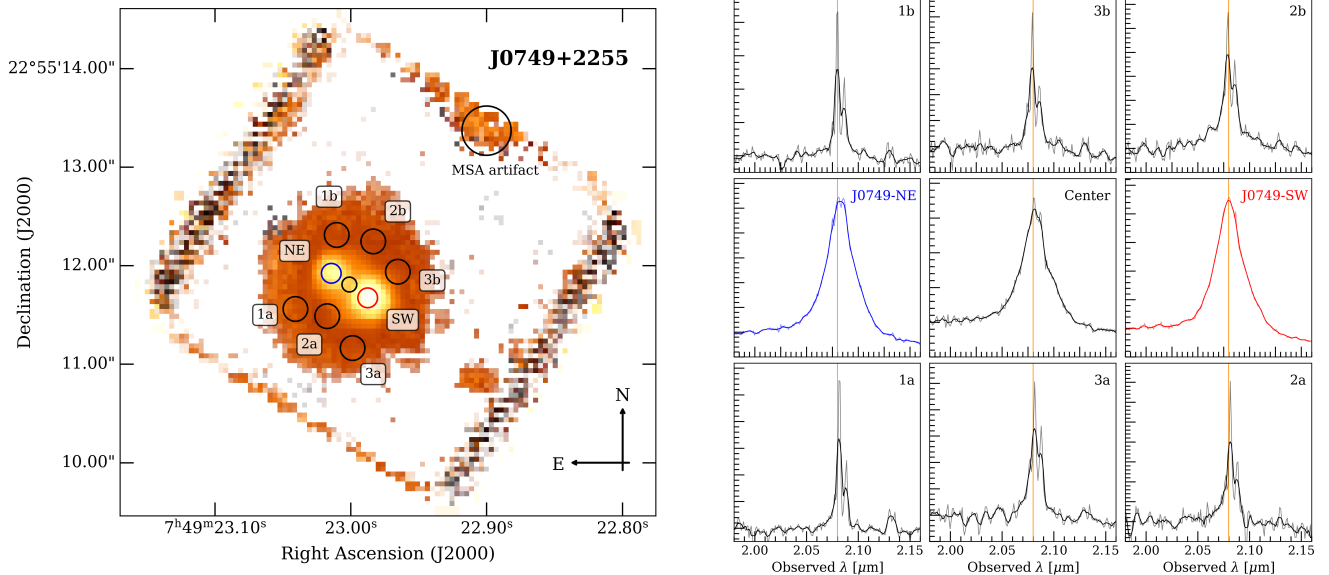 J0749+2255
22°55'14.00"
13.00"
12.00"
11.00"
10.00"
Declination (J2000)
MSA artifact
1b
2b
NE
3b
1a
SW
2a
3a
N
E
7ʰ49ᵐ23.10ˢ
23.00ˢ
22.90ˢ
22.80ˢ
Right Ascension (J2000)
1b
3b
2b
J0749-NE
Center
J0749-SW
1a
3a
2a
2.00
2.05
2.10
2.15
2.00
2.05
2.10
2.15
2.00
2.05
2.10
2.15
Observed λ [μm]
Observed λ [μm]
Observed λ [μm]